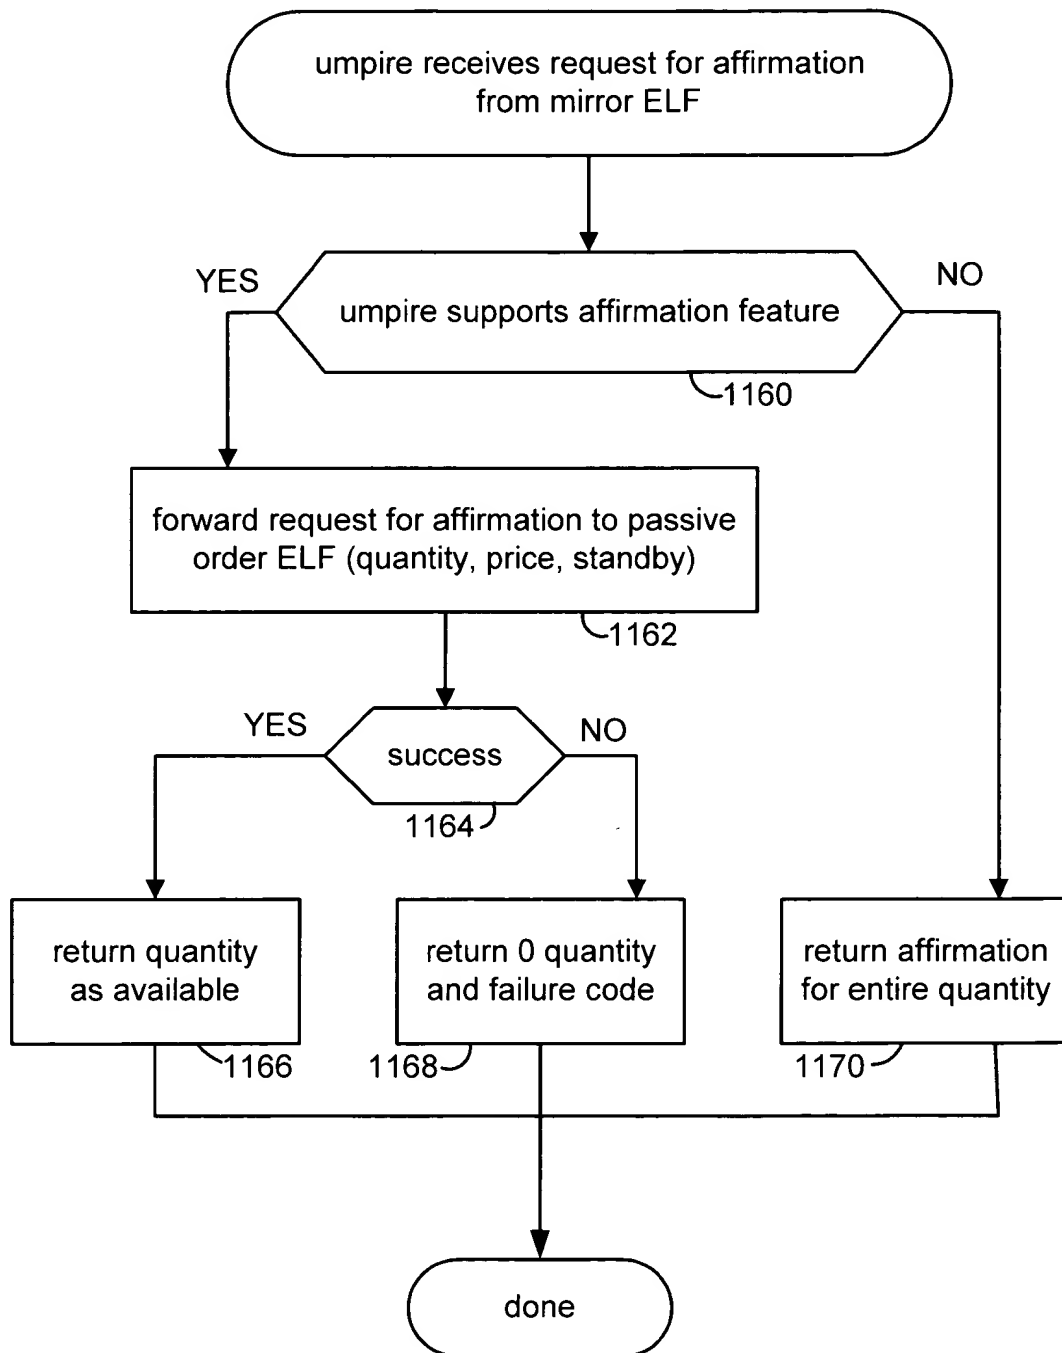 umpire receives request for affirmation
from mirror ELF
YES
NO
umpire supports affirmation feature
1160
forward request for affirmation to passive
order ELF (quantity, price, standby)
1162
YES
NO
success
1164
return quantity
as available
return 0 quantity
and failure code
return affirmation
for entire quantity
1166
1168
1170
done